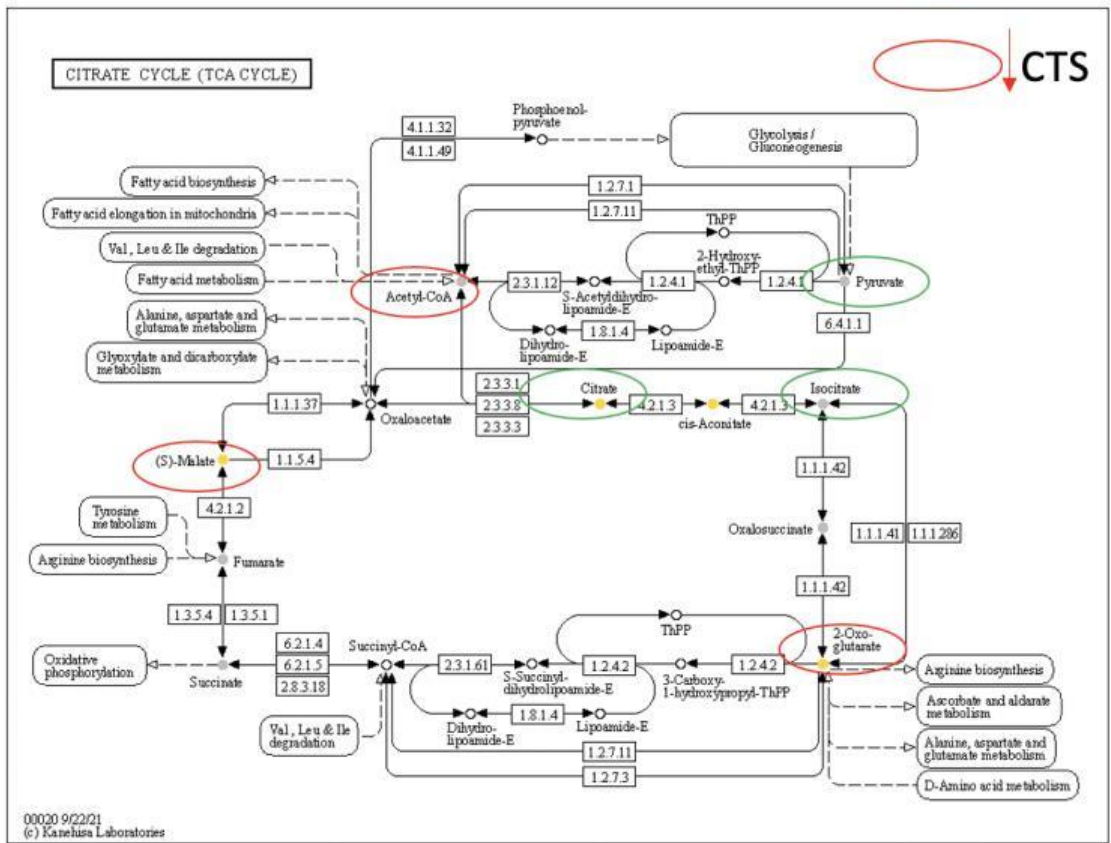 CITRATE CYCLE (TCA CYCLE)
CTS
Phosphoenol-
pyruvate
4.1.1.32
4.1.1.49
Glycolysis /
Gluconeogenesis
Fatty acid biosynthesis
Fatty acid elongation in mitochondria
Val, Leu & Ile degradation
Fatty acid metabolism
Alanine, aspartate and
glutamate metabolism
Glyoxylate and dicarboxylate
metabolism
1.2.7.1
1.2.7.11
ThPP
2-Hydroxy-
ethyl-ThPP
Acetyl-CoA
2.3.1.12
S-Acetyldihydro-
lipoamide-E
1.2.4.1
1.2.4.1
Pyruvate
Dihydro-
lipoamide-E
1.8.1.4
Lipoamide-E
6.4.1.1
1.1.1.37
Oxaloacetate
2.3.3.1
2.3.3.8
2.3.3.3
Citrate
4.2.1.3
cis-Aconitate
4.2.1.3
Isocitrate
(S)-Malate
1.1.5.4
4.2.1.2
1.1.1.42
Tyrosine
metabolism
Arginine biosynthesis
Fumarate
Oxalosuccinate
1.1.1.41
1.1.1.286
1.1.1.42
1.3.5.4
1.3.5.1
ThPP
2-Oxo-
glutarate
Oxidative
phosphorylation
Succinate
6.2.1.4
6.2.1.5
2.8.3.18
Succinyl-CoA
2.3.1.61
S-Succinyl-
dihydrolipoamide-E
1.2.4.2
3-Carboxy-
1-hydroxypropyl-ThPP
1.2.4.2
Arginine biosynthesis
Ascorbate and aldarate
metabolism
Alanine, aspartate and
glutamate metabolism
D-Amino acid metabolism
Val, Leu & Ile
degradation
Dihydro-
lipoamide-E
1.8.1.4
Lipoamide-E
1.2.7.11
1.2.7.3
00020 9/22/21
(c) Kanehisa Laboratories